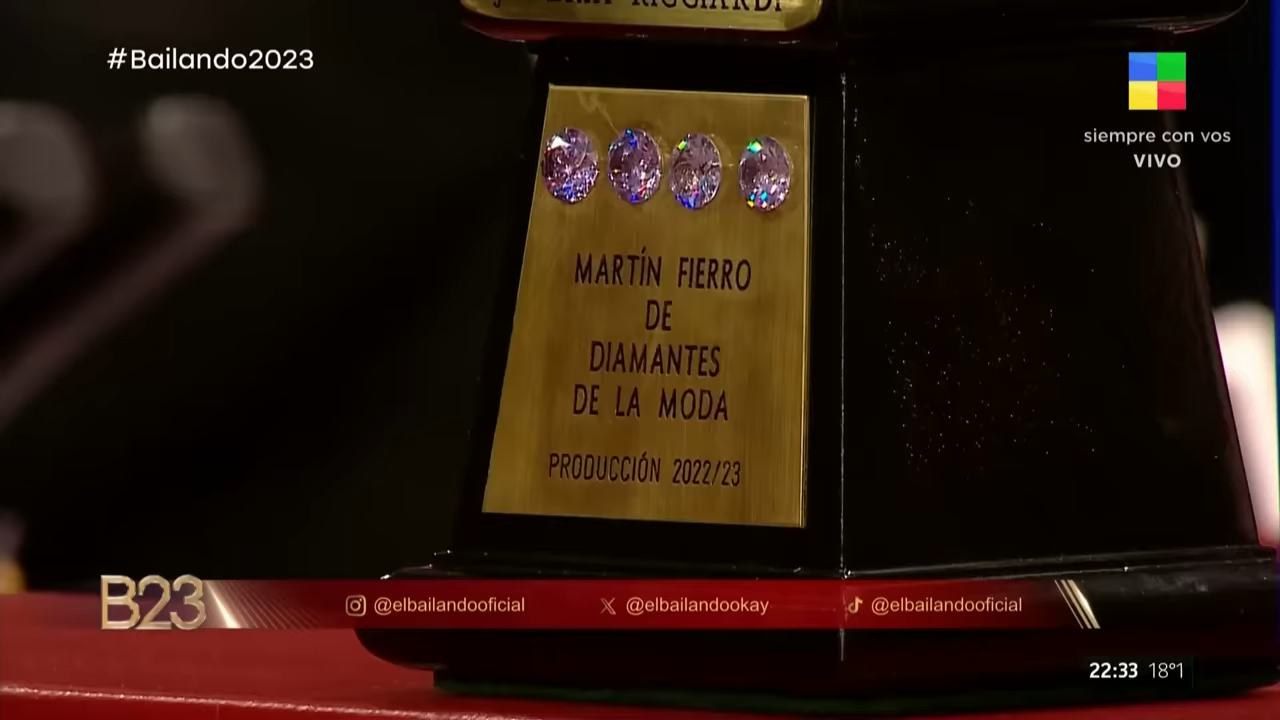 RICCIARDI
#Bailando2023
siempre con vos
VIVO
MARTÍN FIERRO
DE
DIAMANTES
DE LA MODA
PRODUCCIÓN 2022/23
B23
@elbailandooficial
@elbailandookay
@elbailandooficial
22:33 18°1